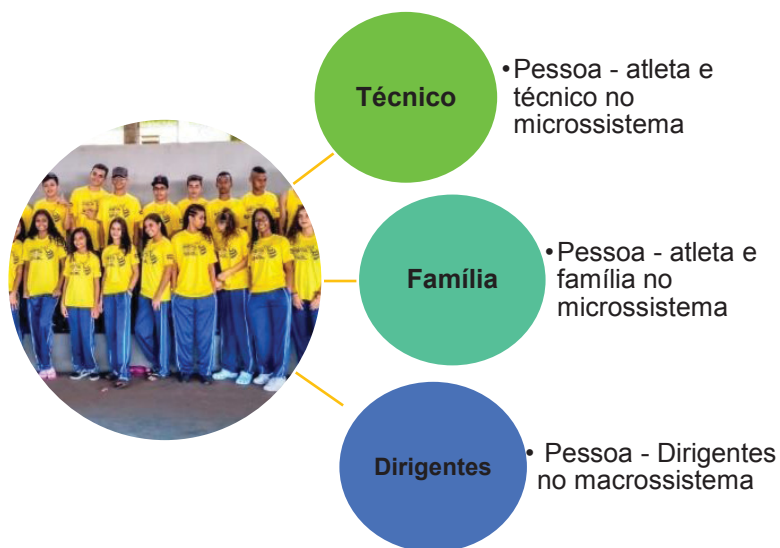 Técnico
•Pessoa - atleta e
técnico no
microssistema
Família
•Pessoa - atleta e
família no
microssistema
Dirigentes
• Pessoa - Dirigentes
no macrossistema